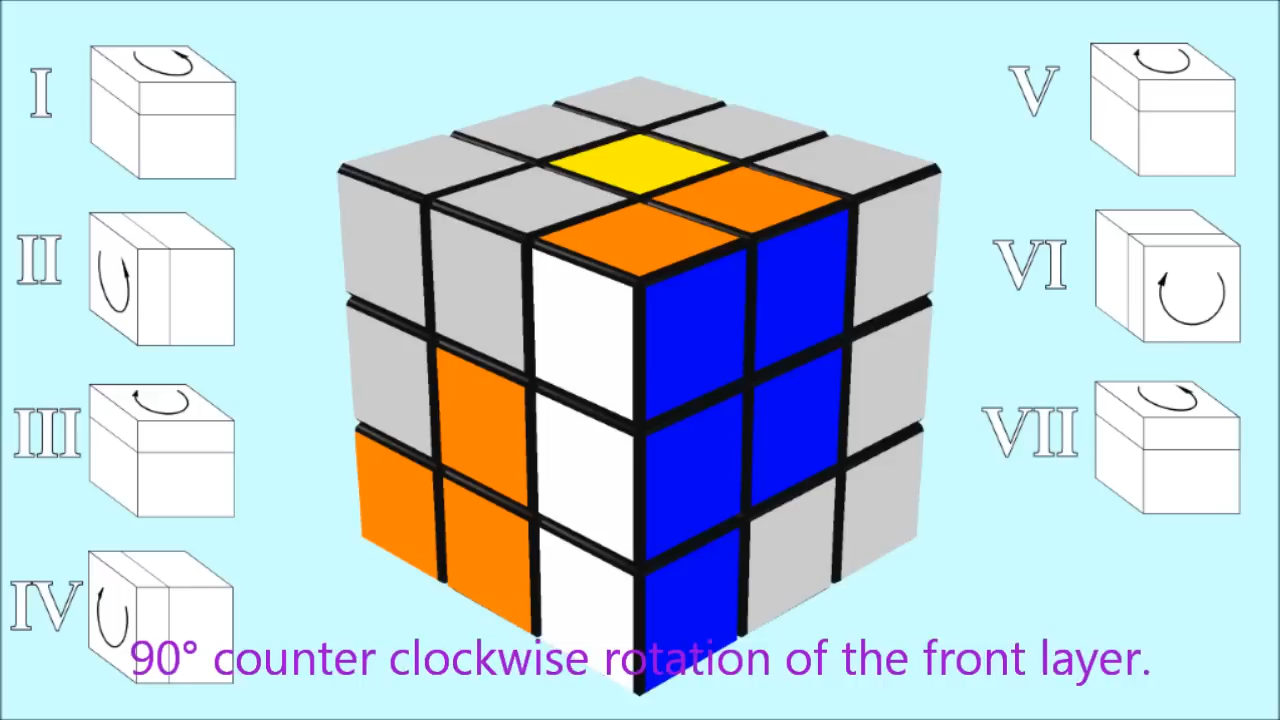 I
II
III
IV
V
VI
VII
90° counter clockwise rotation of the front layer.